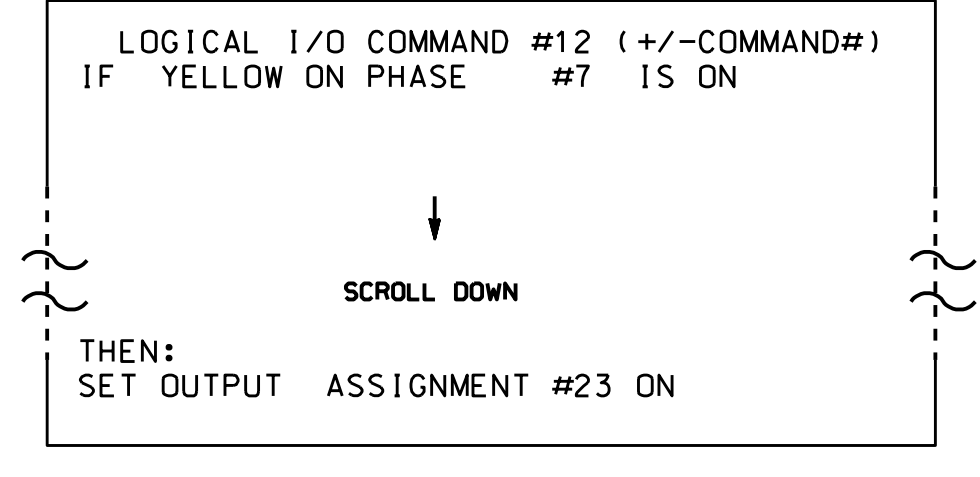 LOGICAL I/O COMMAND #12 (+/-COMMAND#)
IF YELLOW ON PHASE #7 IS ON
SCROLL DOWN
THEN:
SET OUTPUT ASSIGNMENT #23 ON